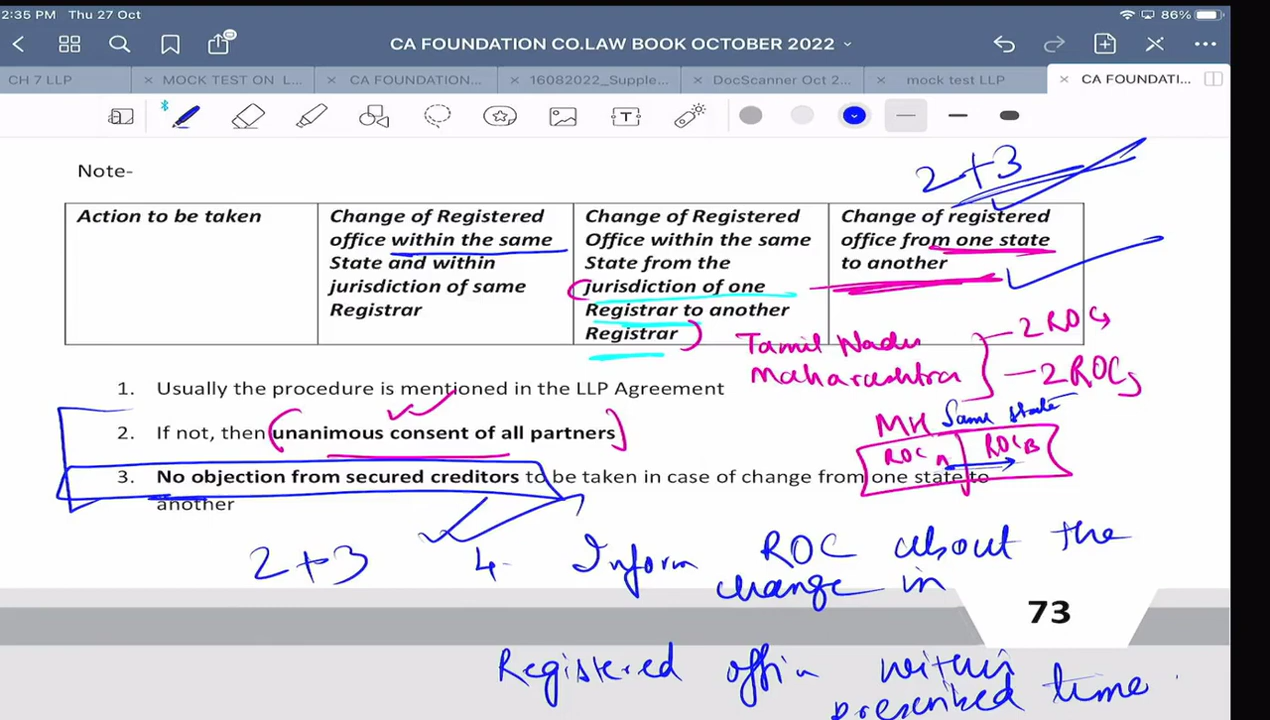 2:35 PM Thu 27 Oct
86%
CA FOUNDATION CO.LAW BOOK OCTOBER 2022
CH 7 LLP
MOCK TEST ON L...
CA FOUNDATION...
16082022_Supple...
DocScanner Oct 2...
mock test LLP
CA FOUNDATI...
Note-
2+3
Action to be taken
Change of Registered
office within the same
State and within
jurisdiction of same
Registrar
Change of Registered
Office within the same
State from the
jurisdiction of one
Registrar to another
Registrar
Change of registered
office from one state
to another
Tamil Nadu
Maharashtra
- 2 ROCs
- 2 ROCs
MH Same state
ROC A ROC B
1. Usually the procedure is mentioned in the LLP Agreement
2. If not, then unanimous consent of all partners
3. No objection from secured creditors to be taken in case of change from one state to
another
2+3
4. Inform ROC about the
change in
73
Registered office within
prescribed time